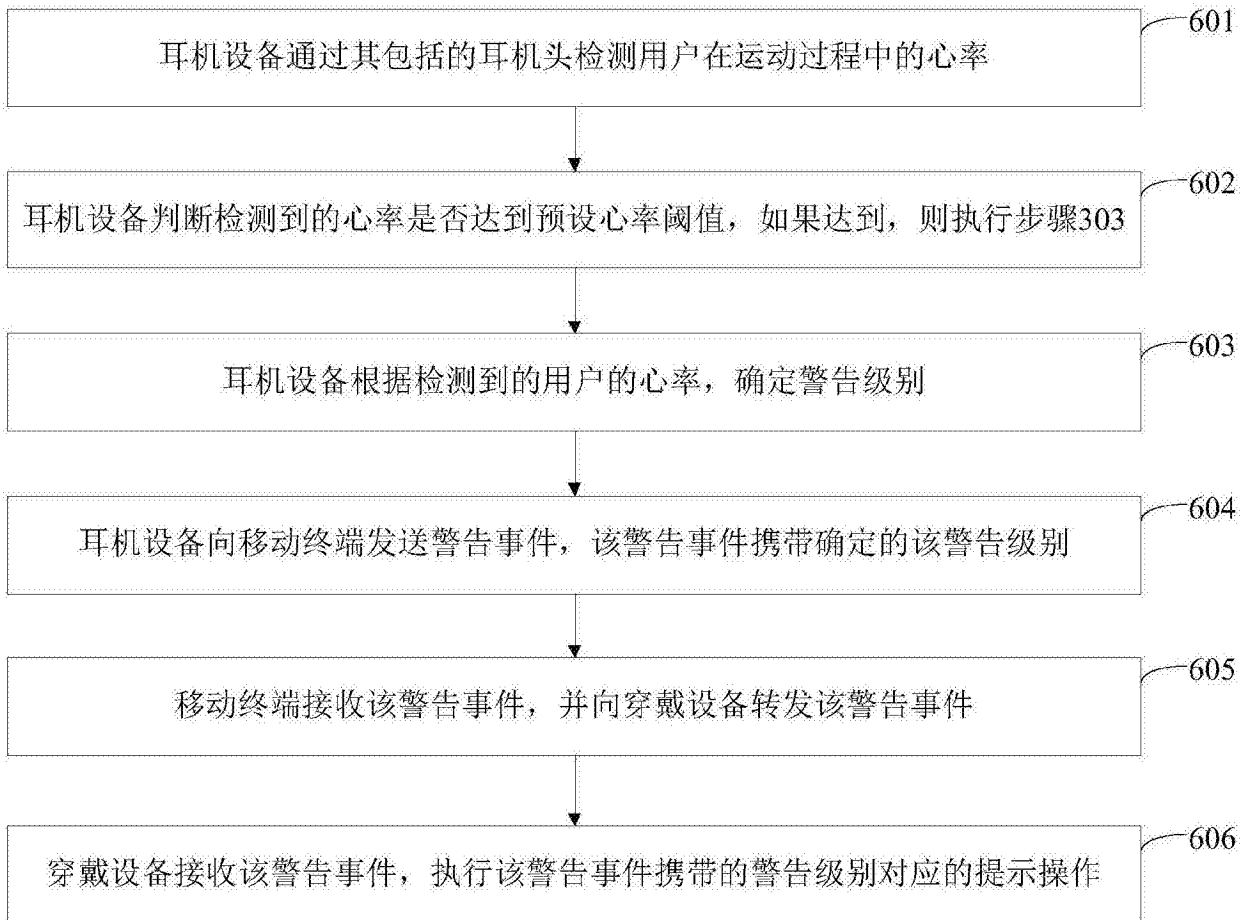 601
耳机设备通过其包括的耳机头检测用户在运动过程中的心率
602
耳机设备判断检测到的心率是否达到预设心率阈值，如果达到，则执行步骤303
603
耳机设备根据检测到的用户的心率，确定警告级别
604
耳机设备向移动终端发送警告事件，该警告事件携带确定的该警告级别
605
移动终端接收该警告事件，并向穿戴设备转发该警告事件
606
穿戴设备接收该警告事件，执行该警告事件携带的警告级别对应的提示操作